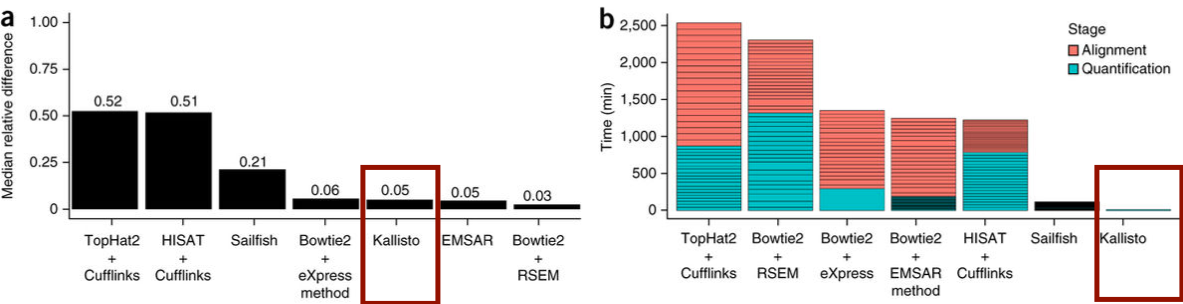 a
Median relative difference
1.00
0.75
0.50
0.25
0
0.52
0.51
0.21
0.06
0.05
0.05
0.03
TopHat2
+
Cufflinks
HISAT
+
Cufflinks
Sailfish
Bowtie2
+
eXpress
method
Kallisto
EMSAR
Bowtie2
+
RSEM
b
Time (min)
2,500
2,000
1,500
1,000
500
0
Stage
Alignment
Quantification
TopHat2
+
Cufflinks
Bowtie2
+
RSEM
Bowtie2
+
eXpress
Bowtie2
+
EMSAR
method
HISAT
+
Cufflinks
Sailfish
Kallisto